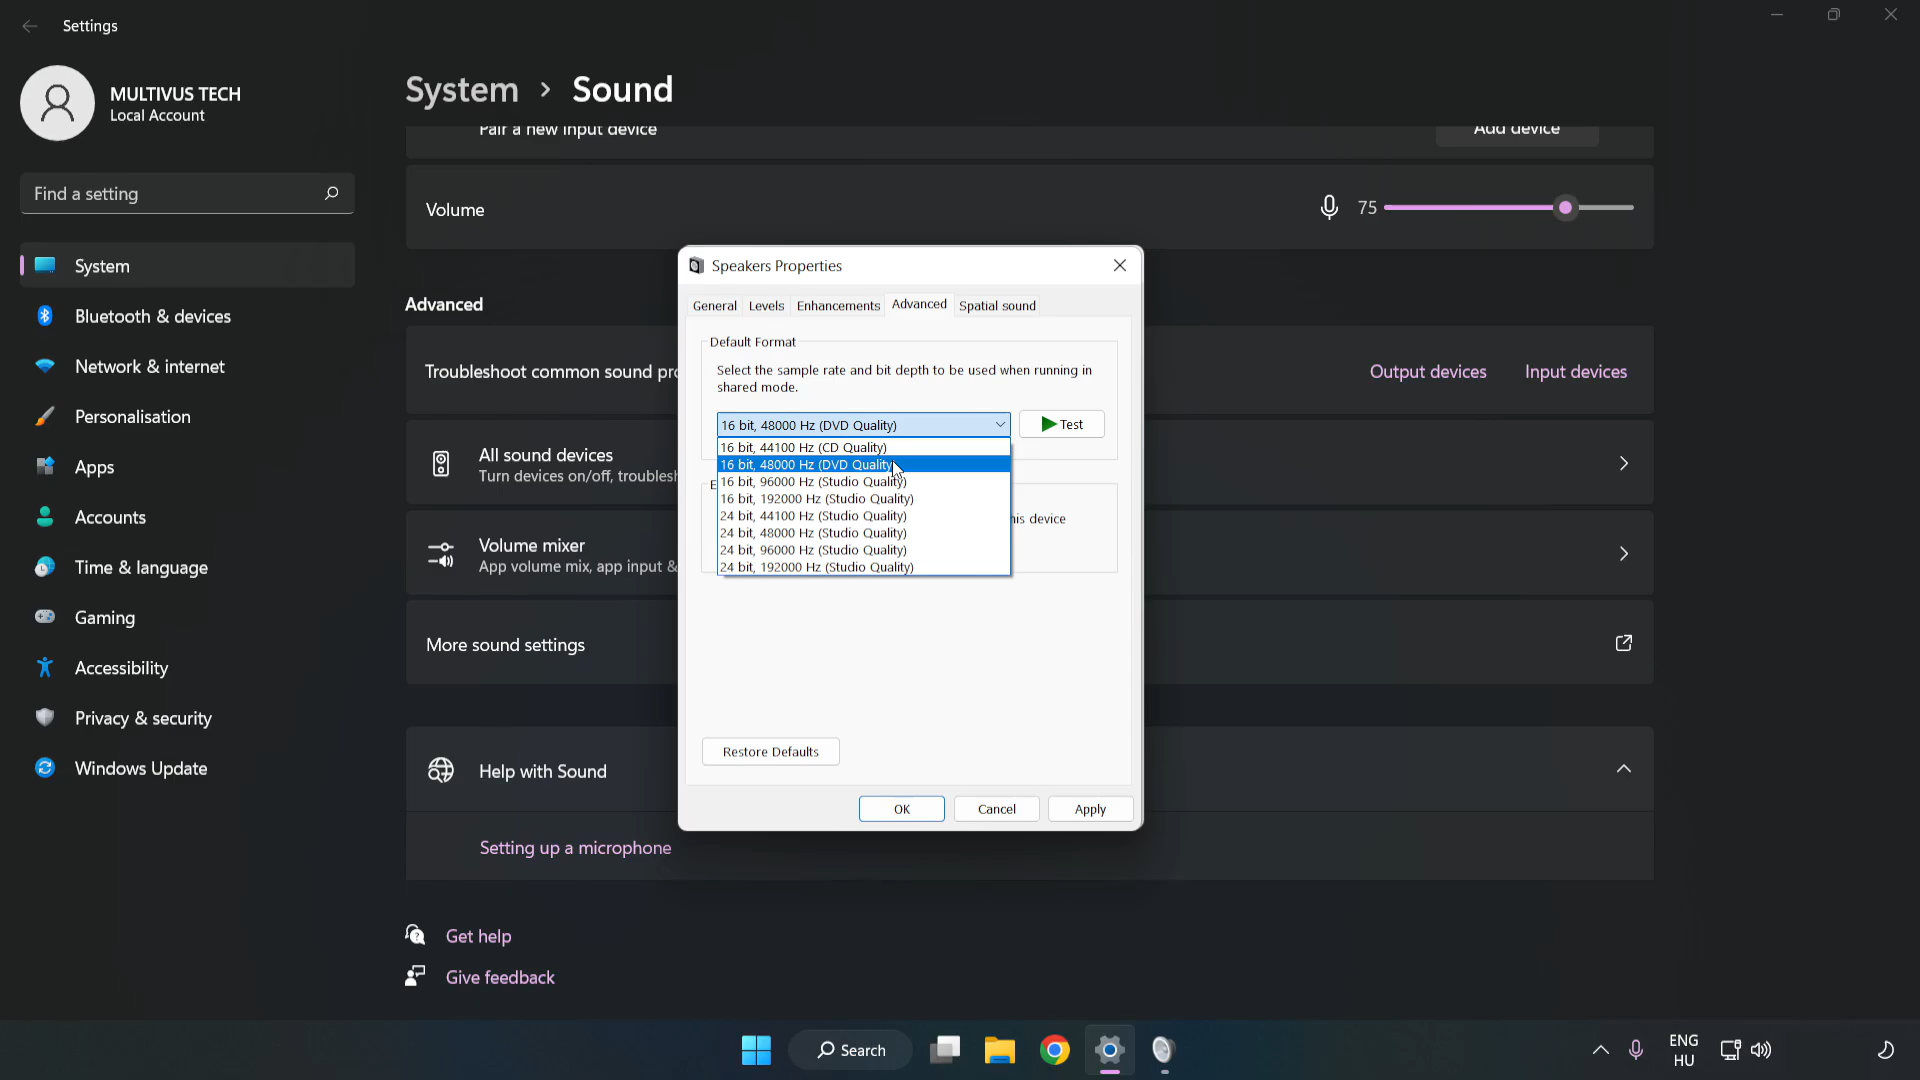 Settings
MULTIVUS TECH
Local Account
Find a setting
System
Bluetooth & devices
Network & internet
Personalisation
Apps
Accounts
Time & language
Gaming
Accessibility
Privacy & security
Windows Update
System › Sound
Pair a new input device
Add device
Volume
75
Advanced
Troubleshoot common sound pro
Output devices
Input devices
All sound devices
Turn devices on/off, troublesh
Volume mixer
App volume mix, app input &
More sound settings
Help with Sound
Setting up a microphone
Get help
Give feedback
Speakers Properties
General Levels Enhancements Advanced Spatial sound
Default Format
Select the sample rate and bit depth to be used when running in
shared mode.
16 bit, 48000 Hz (DVD Quality)
Test
16 bit, 44100 Hz (CD Quality)
16 bit, 48000 Hz (DVD Quality
16 bit, 96000 Hz (Studio Quality)
16 bit, 192000 Hz (Studio Quality)
24 bit, 44100 Hz (Studio Quality)
24 bit, 48000 Hz (Studio Quality)
24 bit, 96000 Hz (Studio Quality)
24 bit, 192000 Hz (Studio Quality)
his device
Restore Defaults
OK
Cancel
Apply
Search
ENG
HU